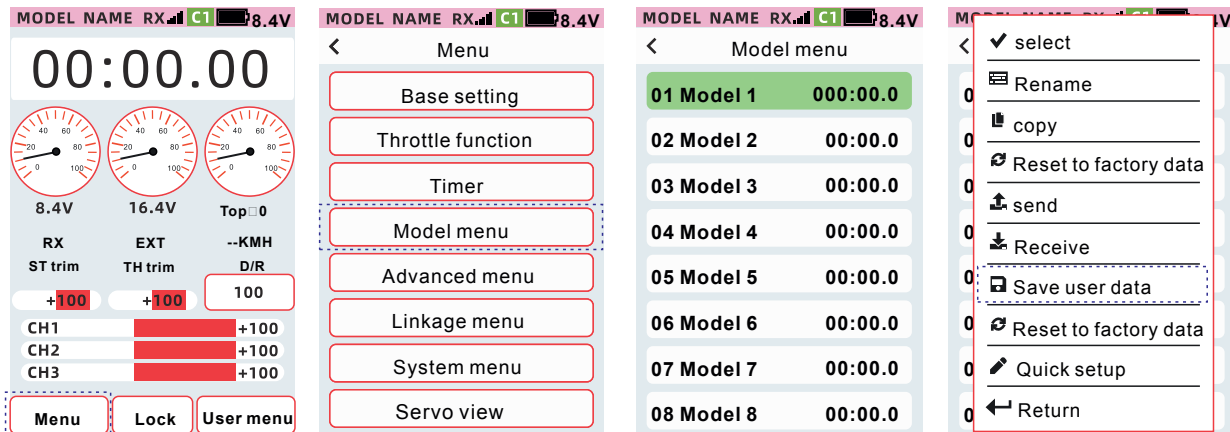 MODEL NAME RX C1 8.4V
00:00.00
0 20 40 60 80 100
0 20 40 60 80 100
0 20 40 60 80 100
8.4V 16.4V Top□0
RX EXT --KMH
ST trim TH trim D/R
+100 +100 100
CH1 +100
CH2 +100
CH3 +100
Menu Lock User menu
MODEL NAME RX C1 8.4V
Menu
Base setting
Throttle function
Timer
Model menu
Advanced menu
Linkage menu
System menu
Servo view
MODEL NAME RX C1 8.4V
Model menu
01 Model 1 000:00.0
02 Model 2 00:00.0
03 Model 3 00:00.0
04 Model 4 00:00.0
05 Model 5 00:00.0
06 Model 6 00:00.0
07 Model 7 00:00.0
08 Model 8 00:00.0
select
Rename
copy
Reset to factory data
send
Receive
Save user data
Reset to factory data
Quick setup
Return